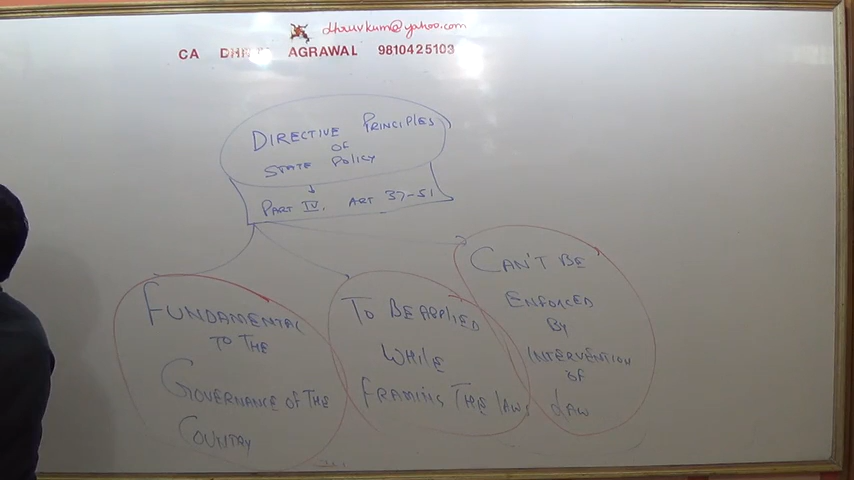 dhruvkum@yahoo.com
CA AGRAWAL 9810425103
DIRECTIVE PRINCIPLES
OF
STATE POLICY
PART IV. ART 37-51
FUNDAMENTAL
TO THE
GOVERNANCE OF THE
COUNTRY
TO BE APPLIED
WHILE
FRAMING THE LAW
CAN'T BE
ENFORCED
BY
INTERVENTION
OF
LAW